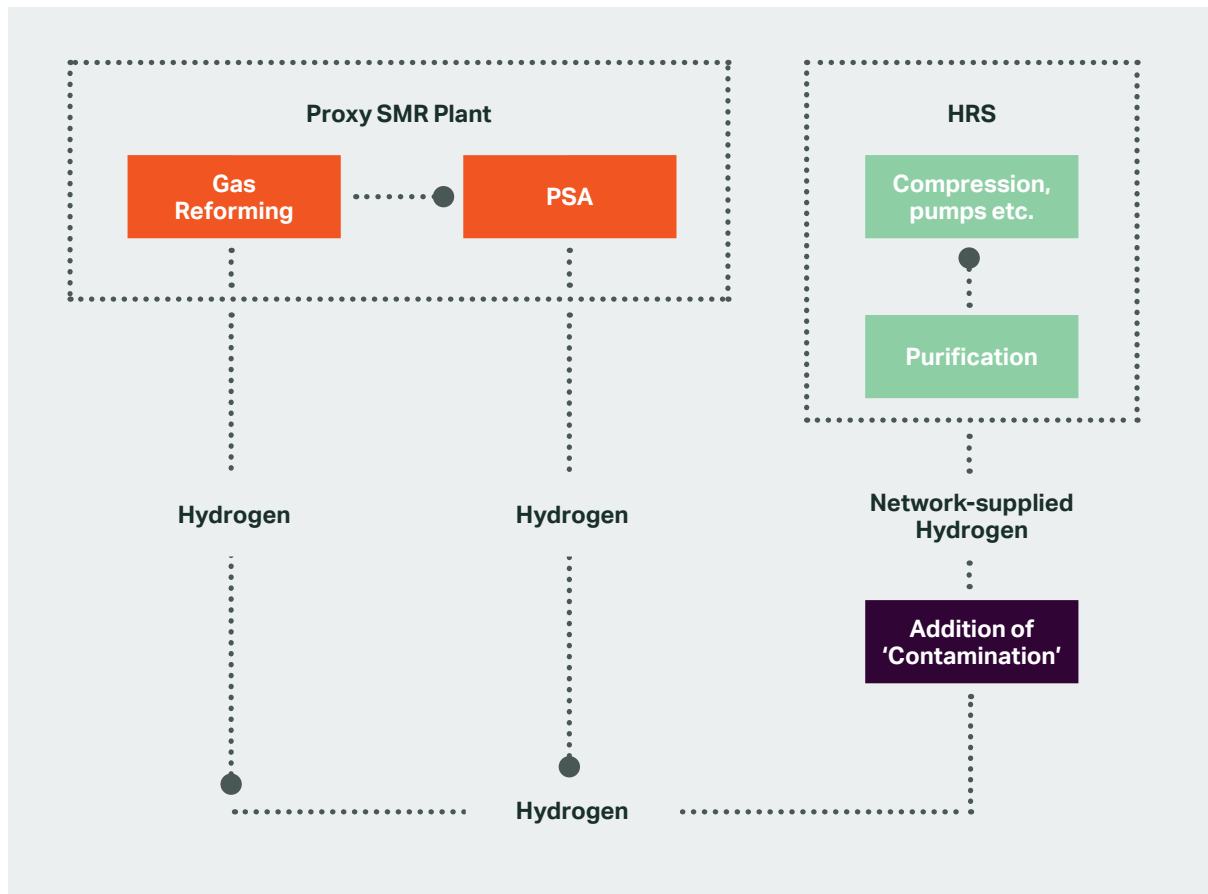 Proxy SMR Plant
HRS
Gas
Reforming
PSA
Compression,
pumps etc.
Purification
Hydrogen
Hydrogen
Network-supplied
Hydrogen
Addition of
‘Contamination’
Hydrogen